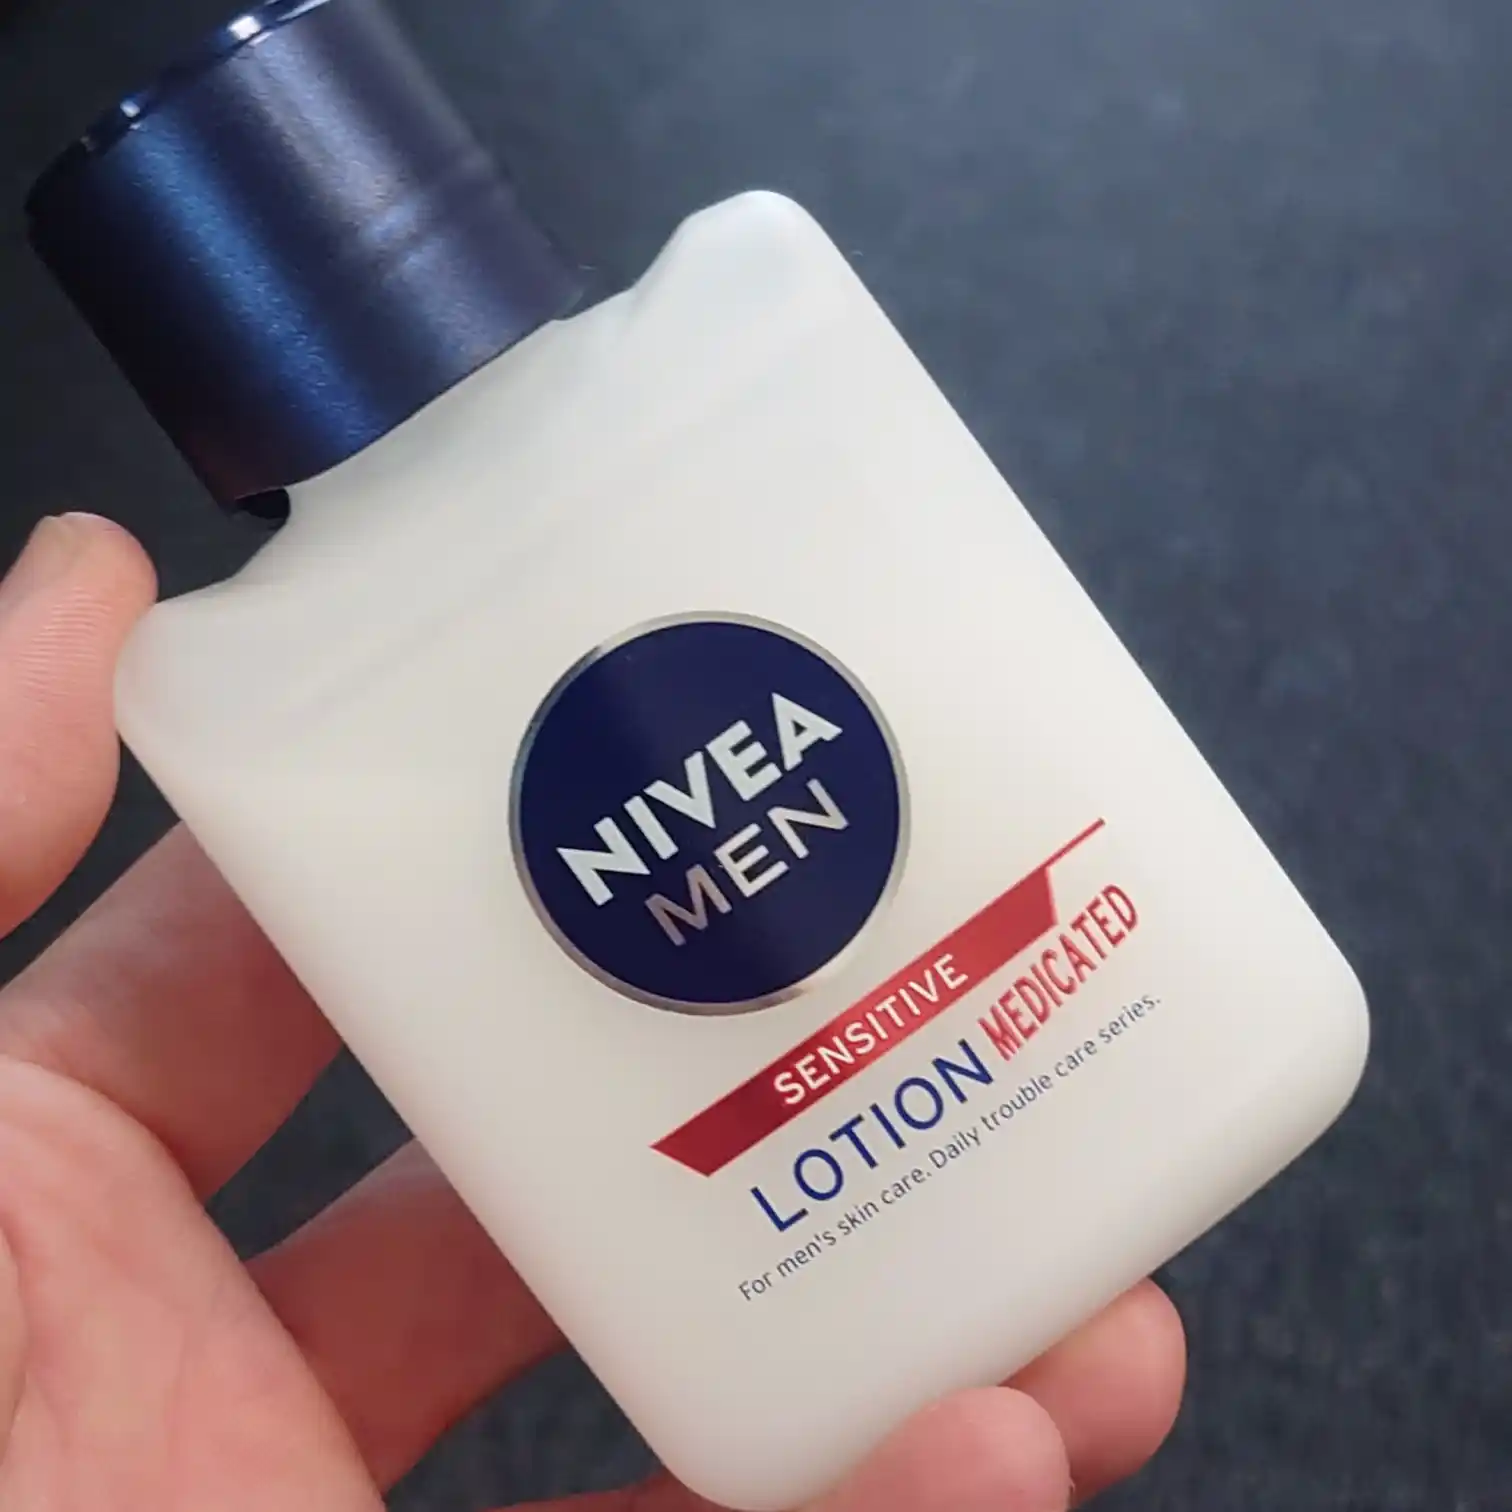 NIVEA
MEN
SENSITIVE
LOTION MEDICATED
For men's skin care. Daily trouble care series.